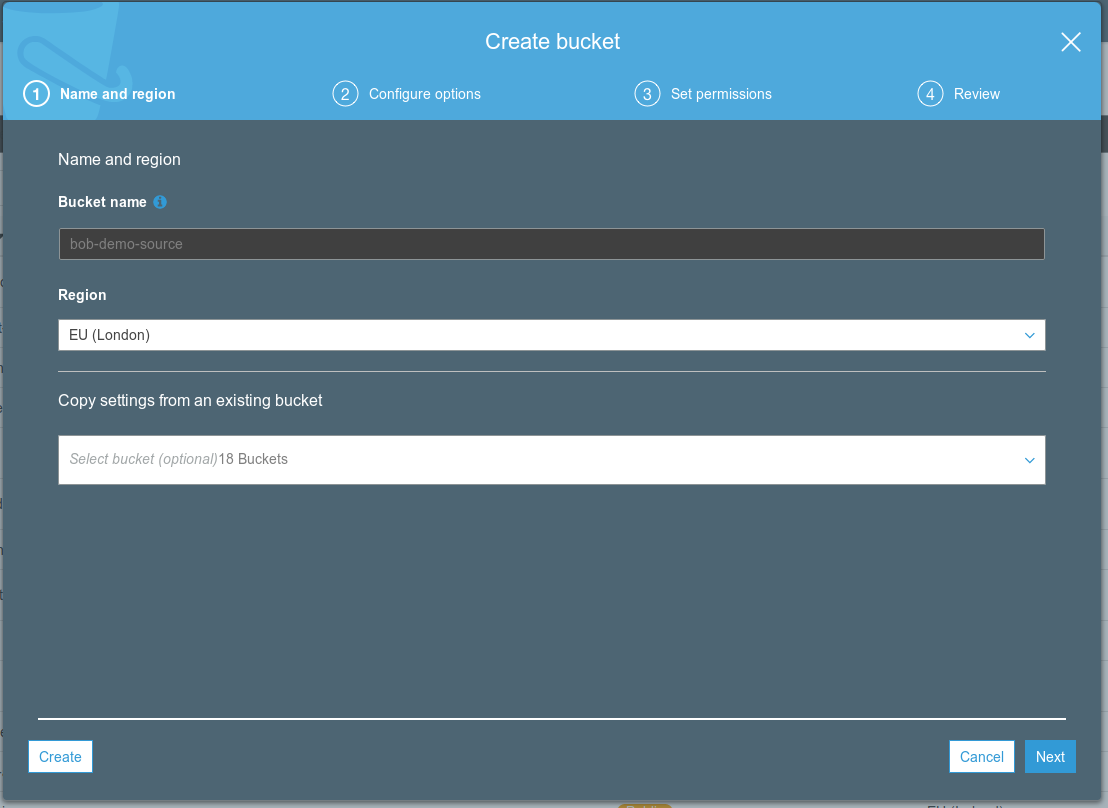 Create bucket
1 Name and region
2 Configure options
3 Set permissions
4 Review
Name and region
Bucket name
bob-demo-source
Region
EU (London)
Copy settings from an existing bucket
Select bucket (optional)18 Buckets
Create
Cancel
Next